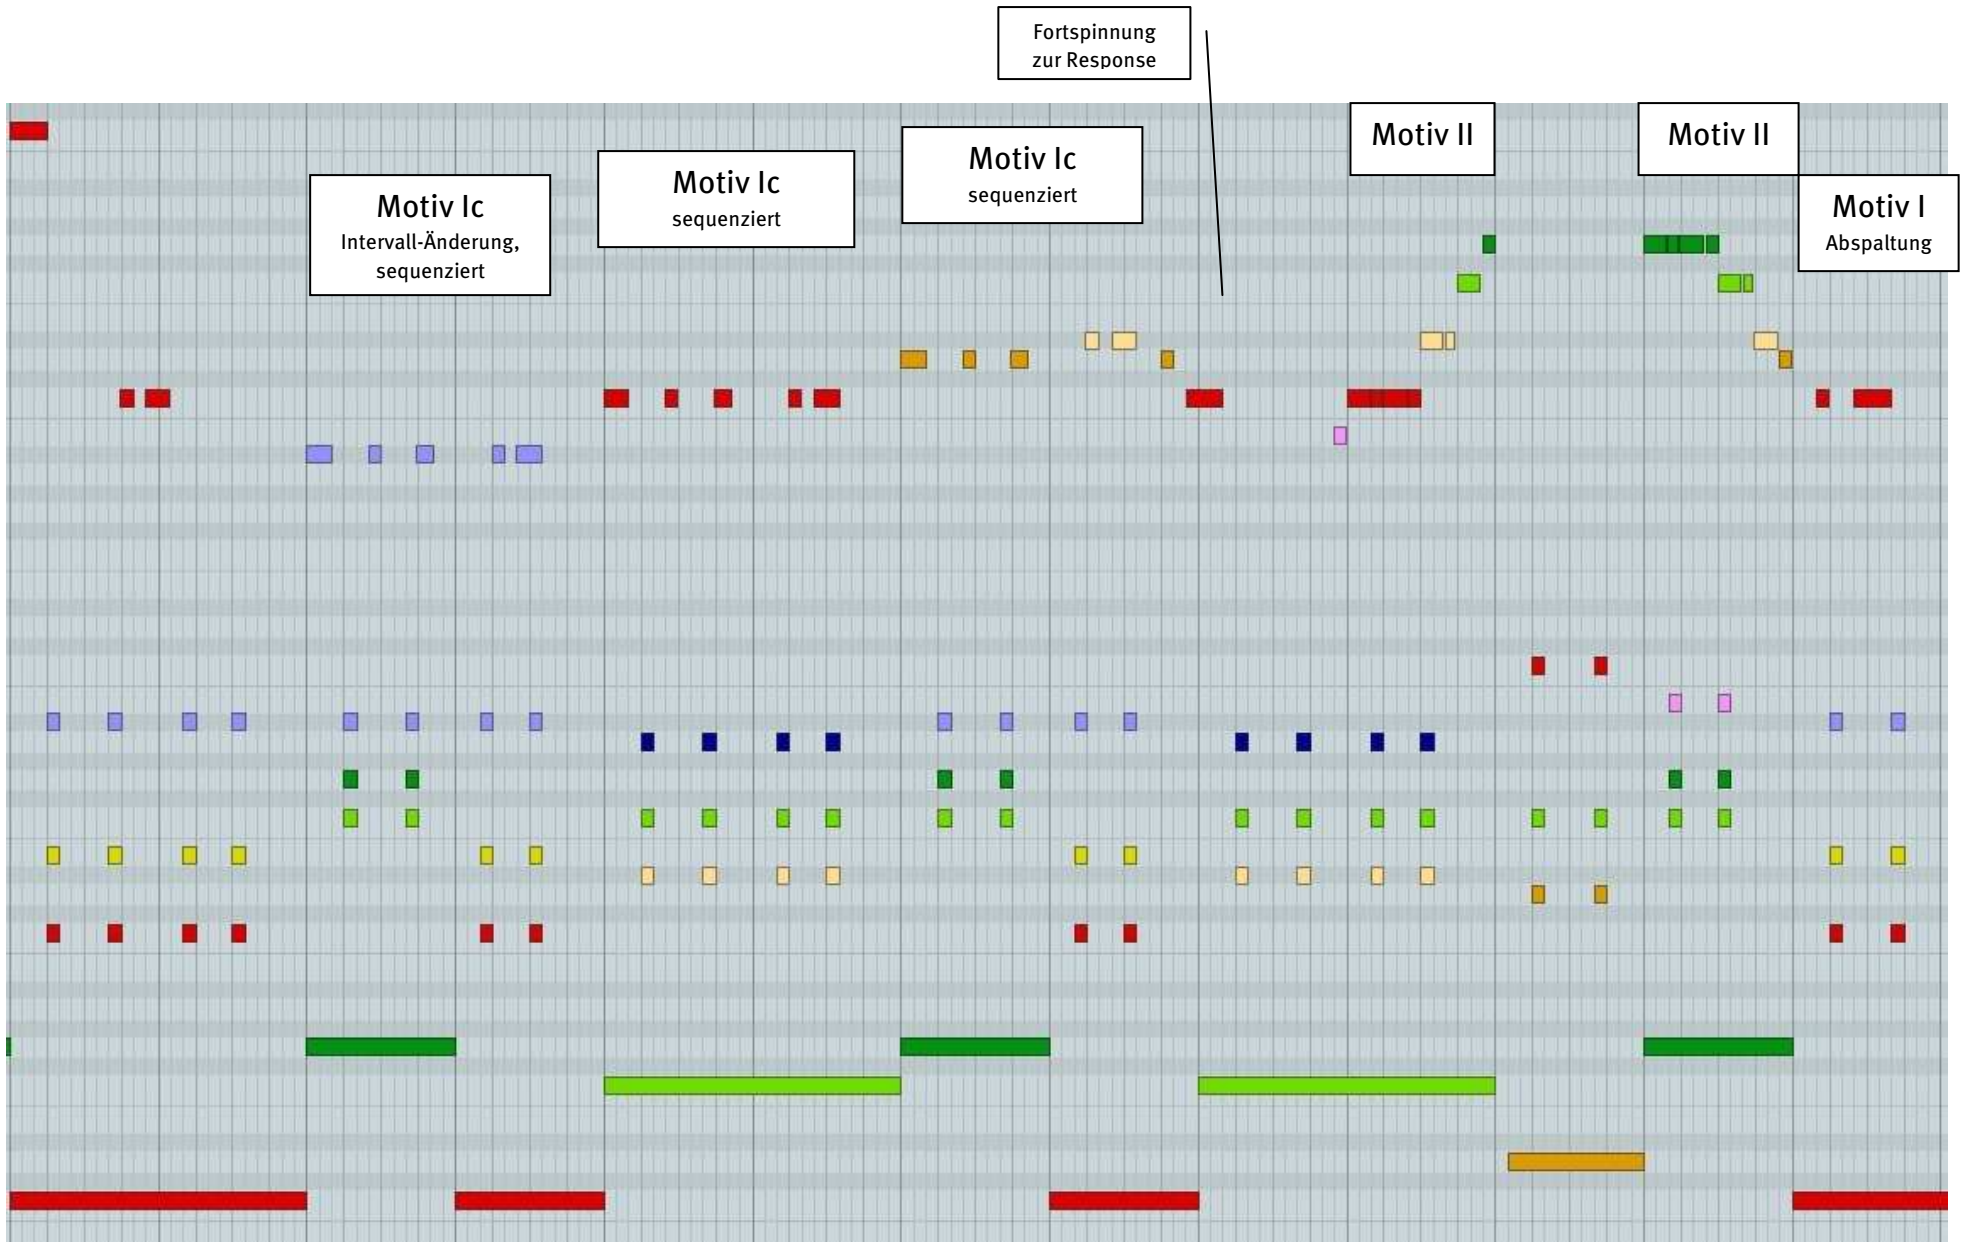 Fortspinnung
zur Response
Motiv Ic
Intervall-Änderung,
sequenziert
Motiv Ic
sequenziert
Motiv Ic
sequenziert
Motiv II
Motiv II
Motiv I
Abspaltung